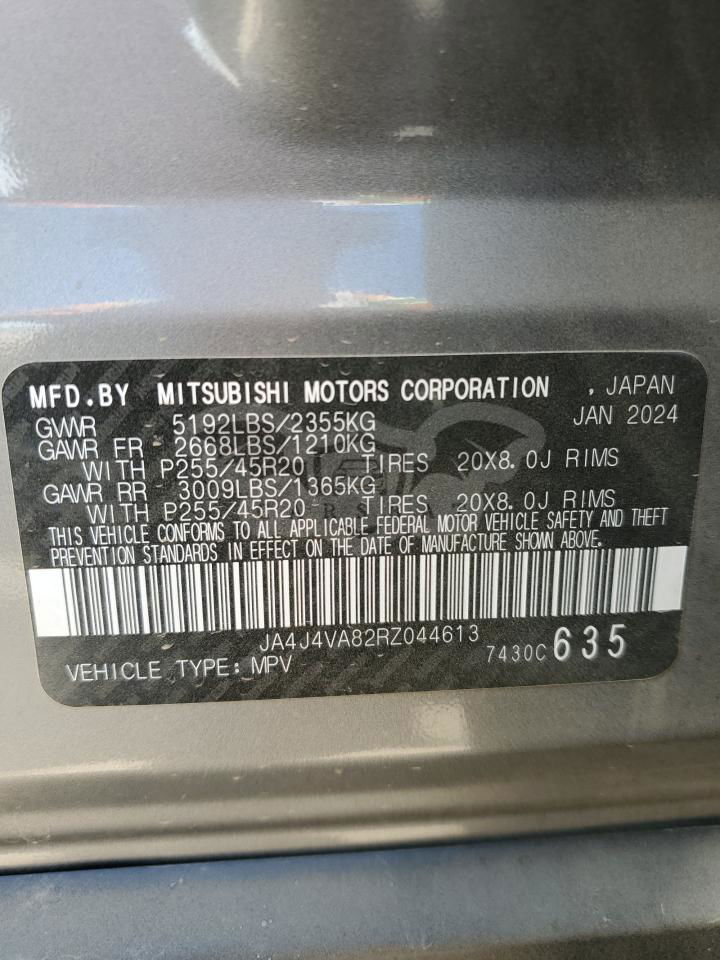 MFD.BY MITSUBISHI MOTORS CORPORATION , JAPAN
GVWR 5192LBS/2355KG JAN 2024
GAWR FR 2668LBS/1210KG
WITH P255/45R20 TIRES 20X8.0J RIMS
GAWR RR 3009LBS/1365KG
WITH P255/45R20 TIRES 20X8.0J RIMS
THIS VEHICLE CONFORMS TO ALL APPLICABLE FEDERAL MOTOR VEHICLE SAFETY AND THEFT
PREVENTION STANDARDS IN EFFECT ON THE DATE OF MANUFACTURE SHOWN ABOVE.
JA4J4VA82RZ044613
VEHICLE TYPE: MPV 7430C 635